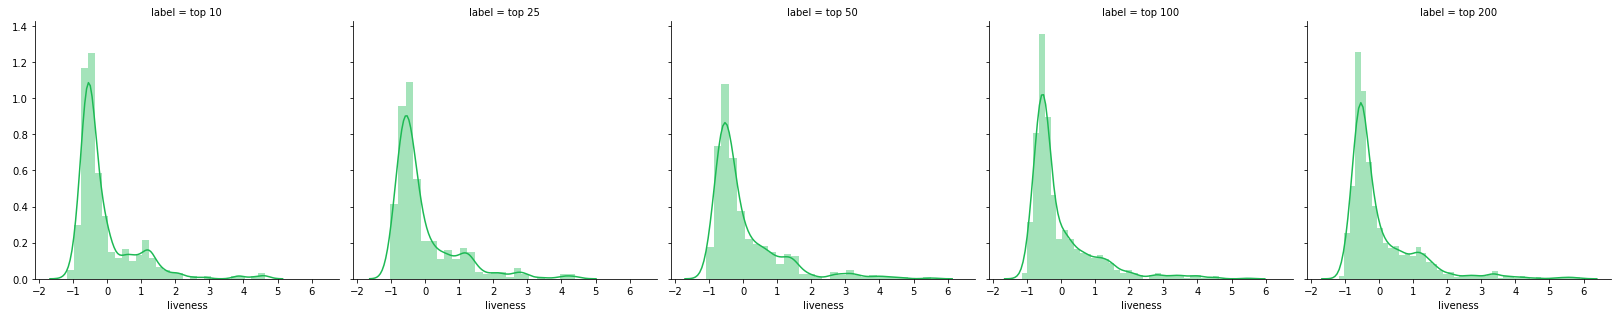 label = top 10
label = top 25
label = top 50
label = top 100
label = top 200
1.4
1.2
1.0
0.8
0.6
0.4
0.2
0.0
−2 −1 0 1 2 3 4 5 6
−2 −1 0 1 2 3 4 5 6
−2 −1 0 1 2 3 4 5 6
−2 −1 0 1 2 3 4 5 6
−2 −1 0 1 2 3 4 5 6
liveness
liveness
liveness
liveness
liveness